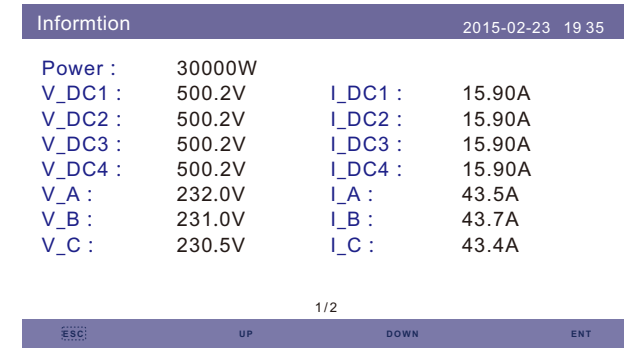 Informtion 2015-02-23 19 35
Power : 30000W
V_DC1 : 500.2V I_DC1 : 15.90A
V_DC2 : 500.2V I_DC2 : 15.90A
V_DC3 : 500.2V I_DC3 : 15.90A
V_DC4 : 500.2V I_DC4 : 15.90A
V_A : 232.0V I_A : 43.5A
V_B : 231.0V I_B : 43.7A
V_C : 230.5V I_C : 43.4A
1/2
ESC UP DOWN ENT